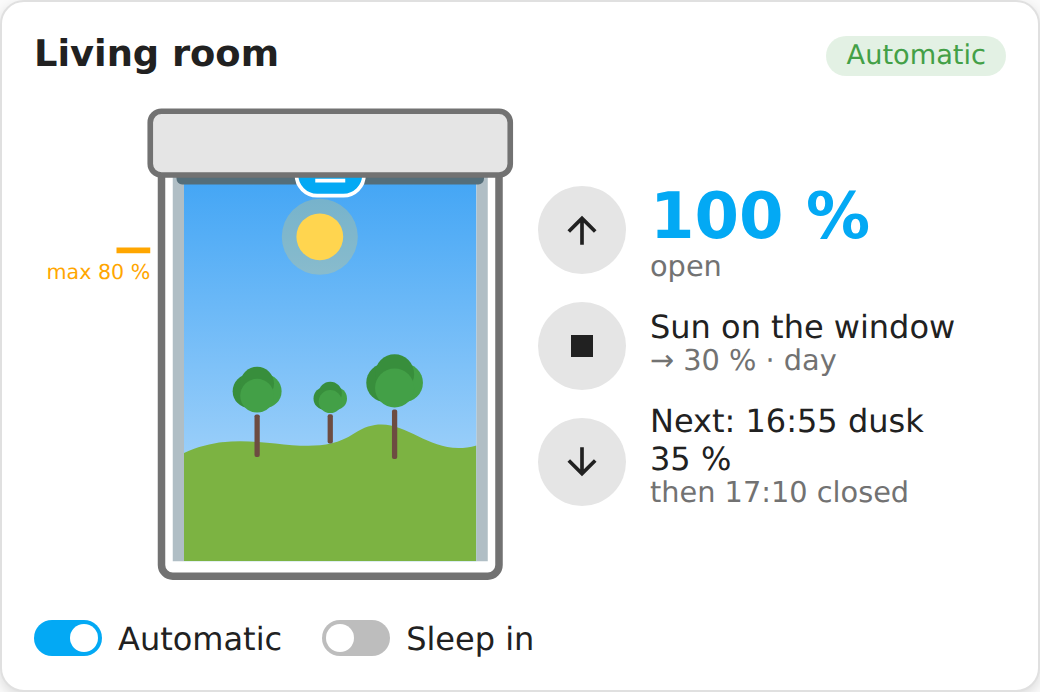 Living room
Automatic
max 80 %
100 %
open
Sun on the window
→ 30 % · day
Next: 16:55 dusk
35 %
then 17:10 closed
Automatic
Sleep in